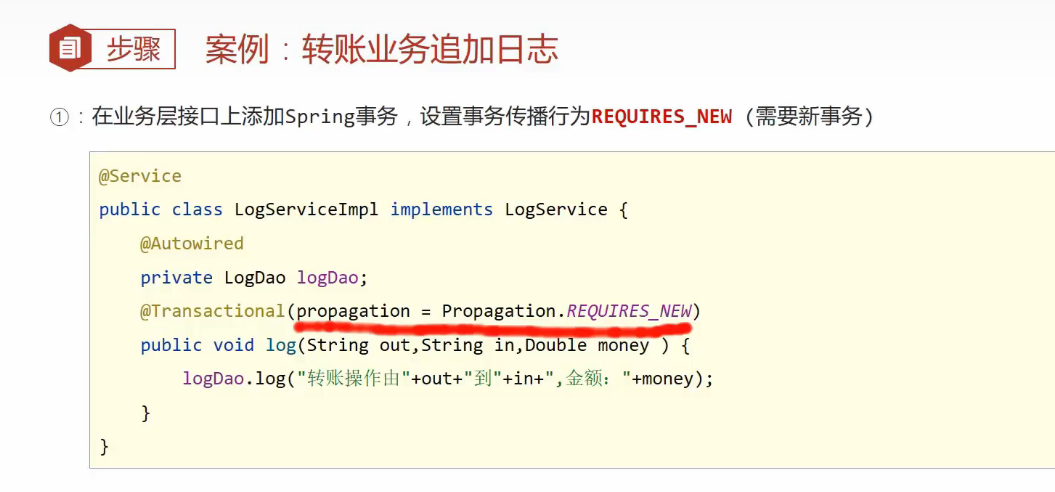 步骤 案例：转账业务追加日志
①：在业务层接口上添加Spring事务，设置事务传播行为REQUIRES_NEW（需要新事务）
@Service
public class LogServiceImpl implements LogService {
    @Autowired
    private LogDao logDao;
    @Transactional(propagation = Propagation.REQUIRES_NEW)
    public void log(String out,String in,Double money ) {
        logDao.log("转账操作由"+out+"到"+in+",金额："+money);
    }
}